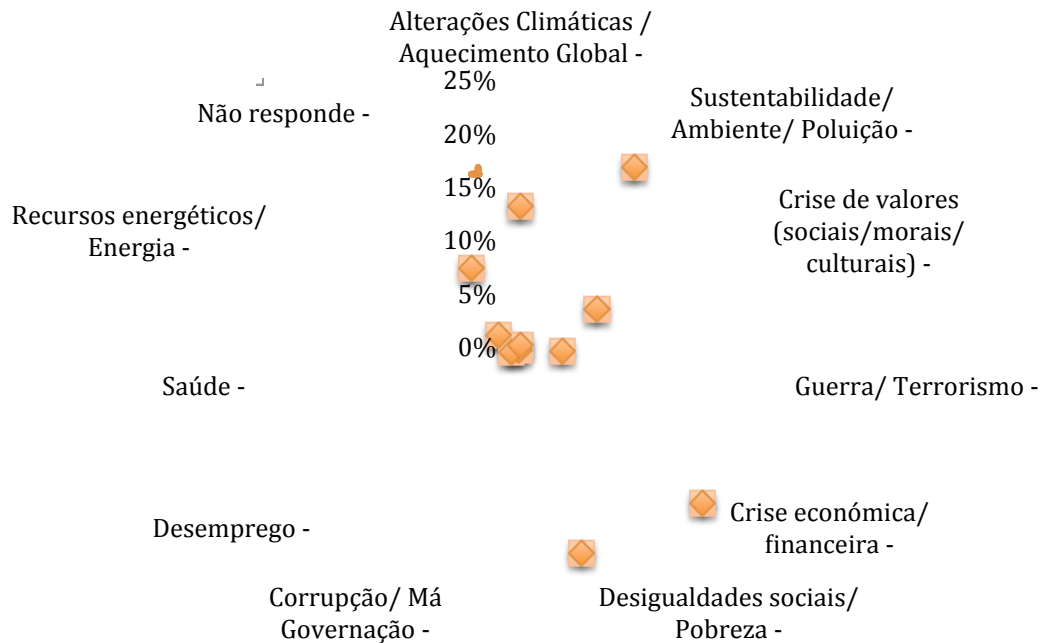 Alterações Climáticas /
Aquecimento Global -
25%
Sustentabilidade/
Ambiente/ Poluição -
Não responde -
20%
15%
Crise de valores
(sociais/morais/
culturais) -
Recursos energéticos/
Energia -
10%
5%
0%
Saúde -
Guerra/ Terrorismo -
Crise económica/
financeira -
Desemprego -
Corrupção/ Má
Governação -
Desigualdades sociais/
Pobreza -